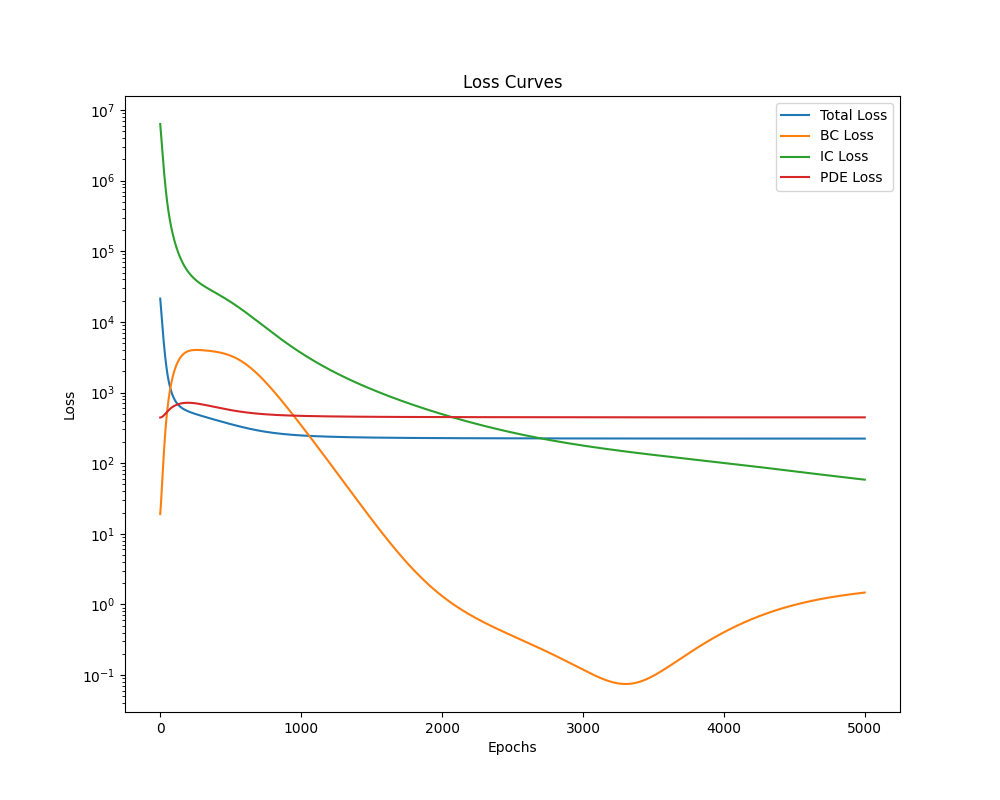 Loss Curves
Loss
10⁷
10⁶
10⁵
10⁴
10³
10²
10¹
10⁰
10⁻¹
Total Loss
BC Loss
IC Loss
PDE Loss
0 1000 2000 3000 4000 5000
Epochs